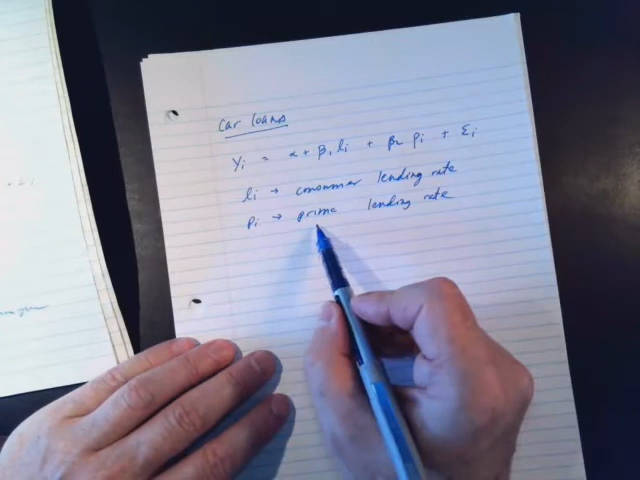 Car loans
Yi = α + β1 li + β2 pi + εi
li → consumer lending rate
pi → prime lending rate